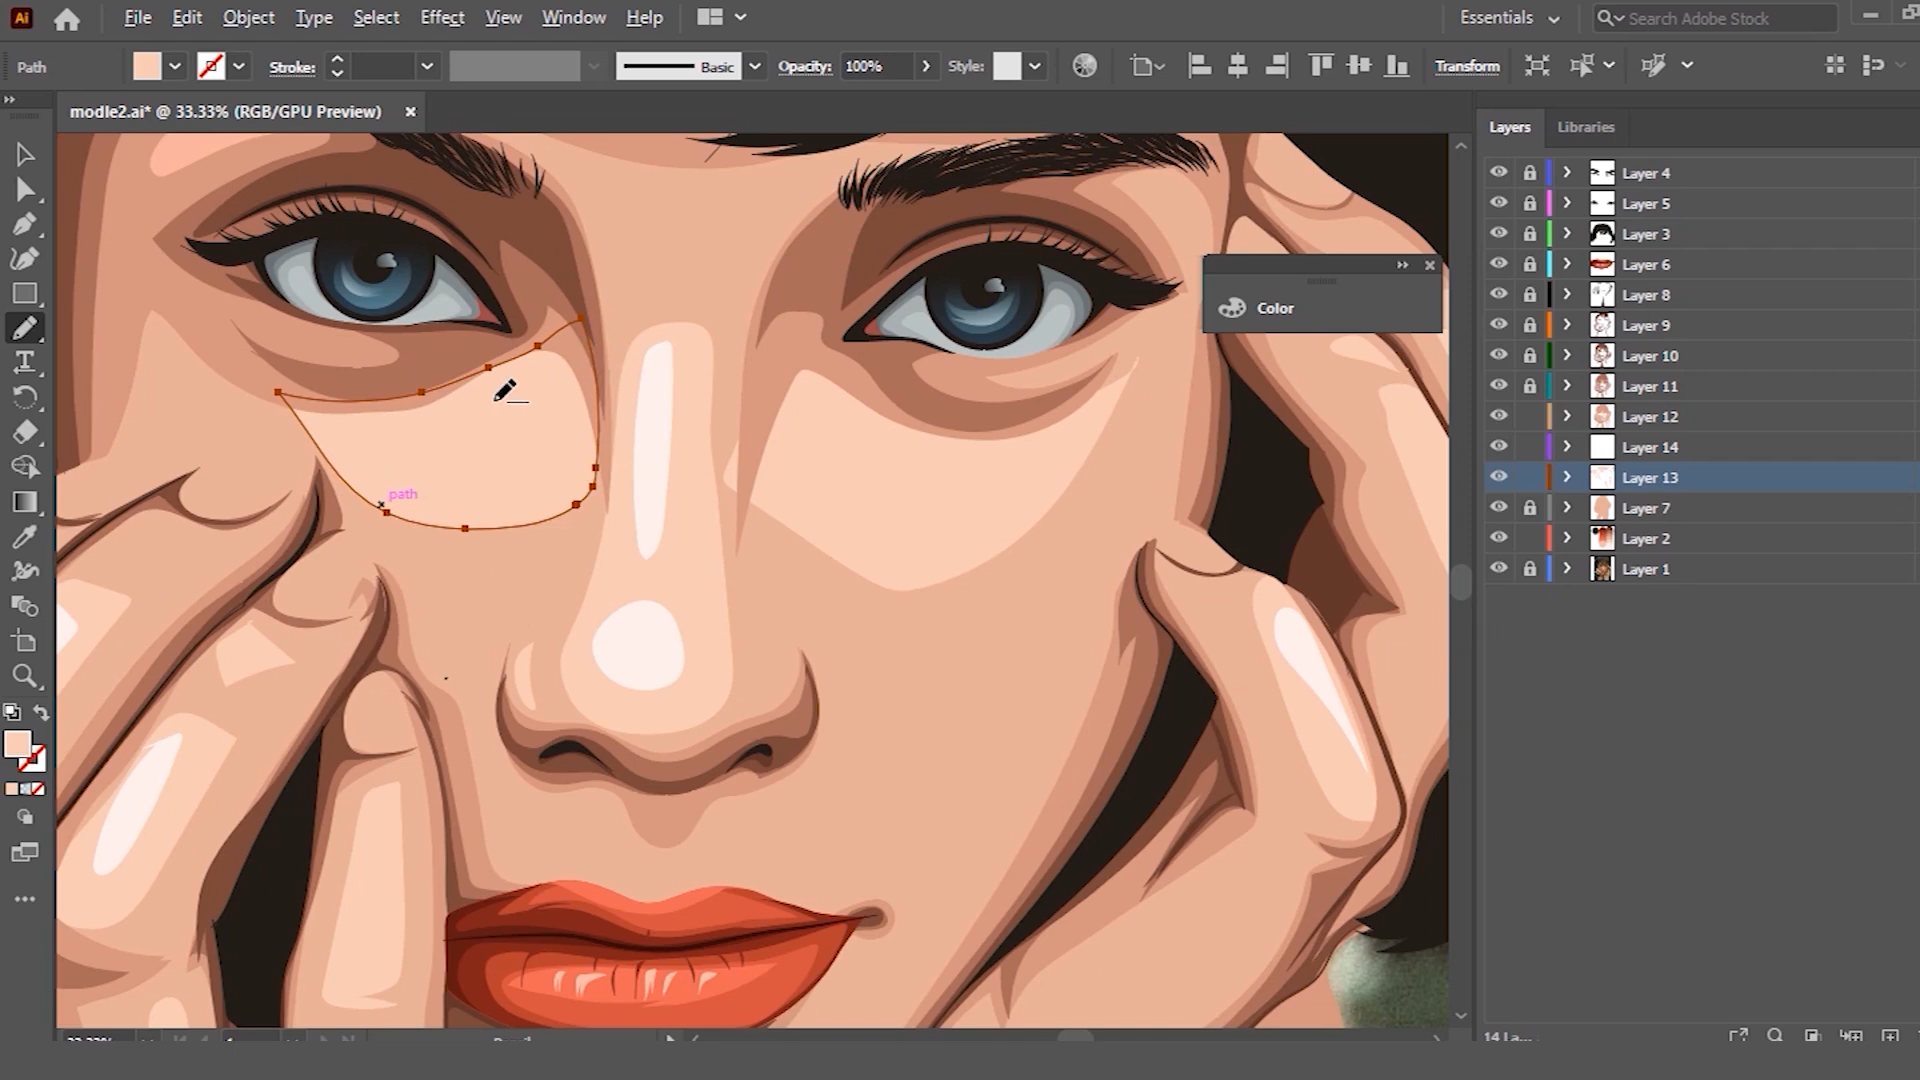 Ai File Edit Object Type Select Effect View Window Help Essentials Search Adobe Stock
Path Stroke: Basic Opacity: 100% Style: Transform
modle2.ai* @ 33.33% (RGB/GPU Preview)
Layers Libraries
Layer 4
Layer 5
Layer 3
Layer 6
Layer 8
Layer 9
Layer 10
Layer 11
Layer 12
Layer 14
Layer 13
Layer 7
Layer 2
Layer 1
Color
path